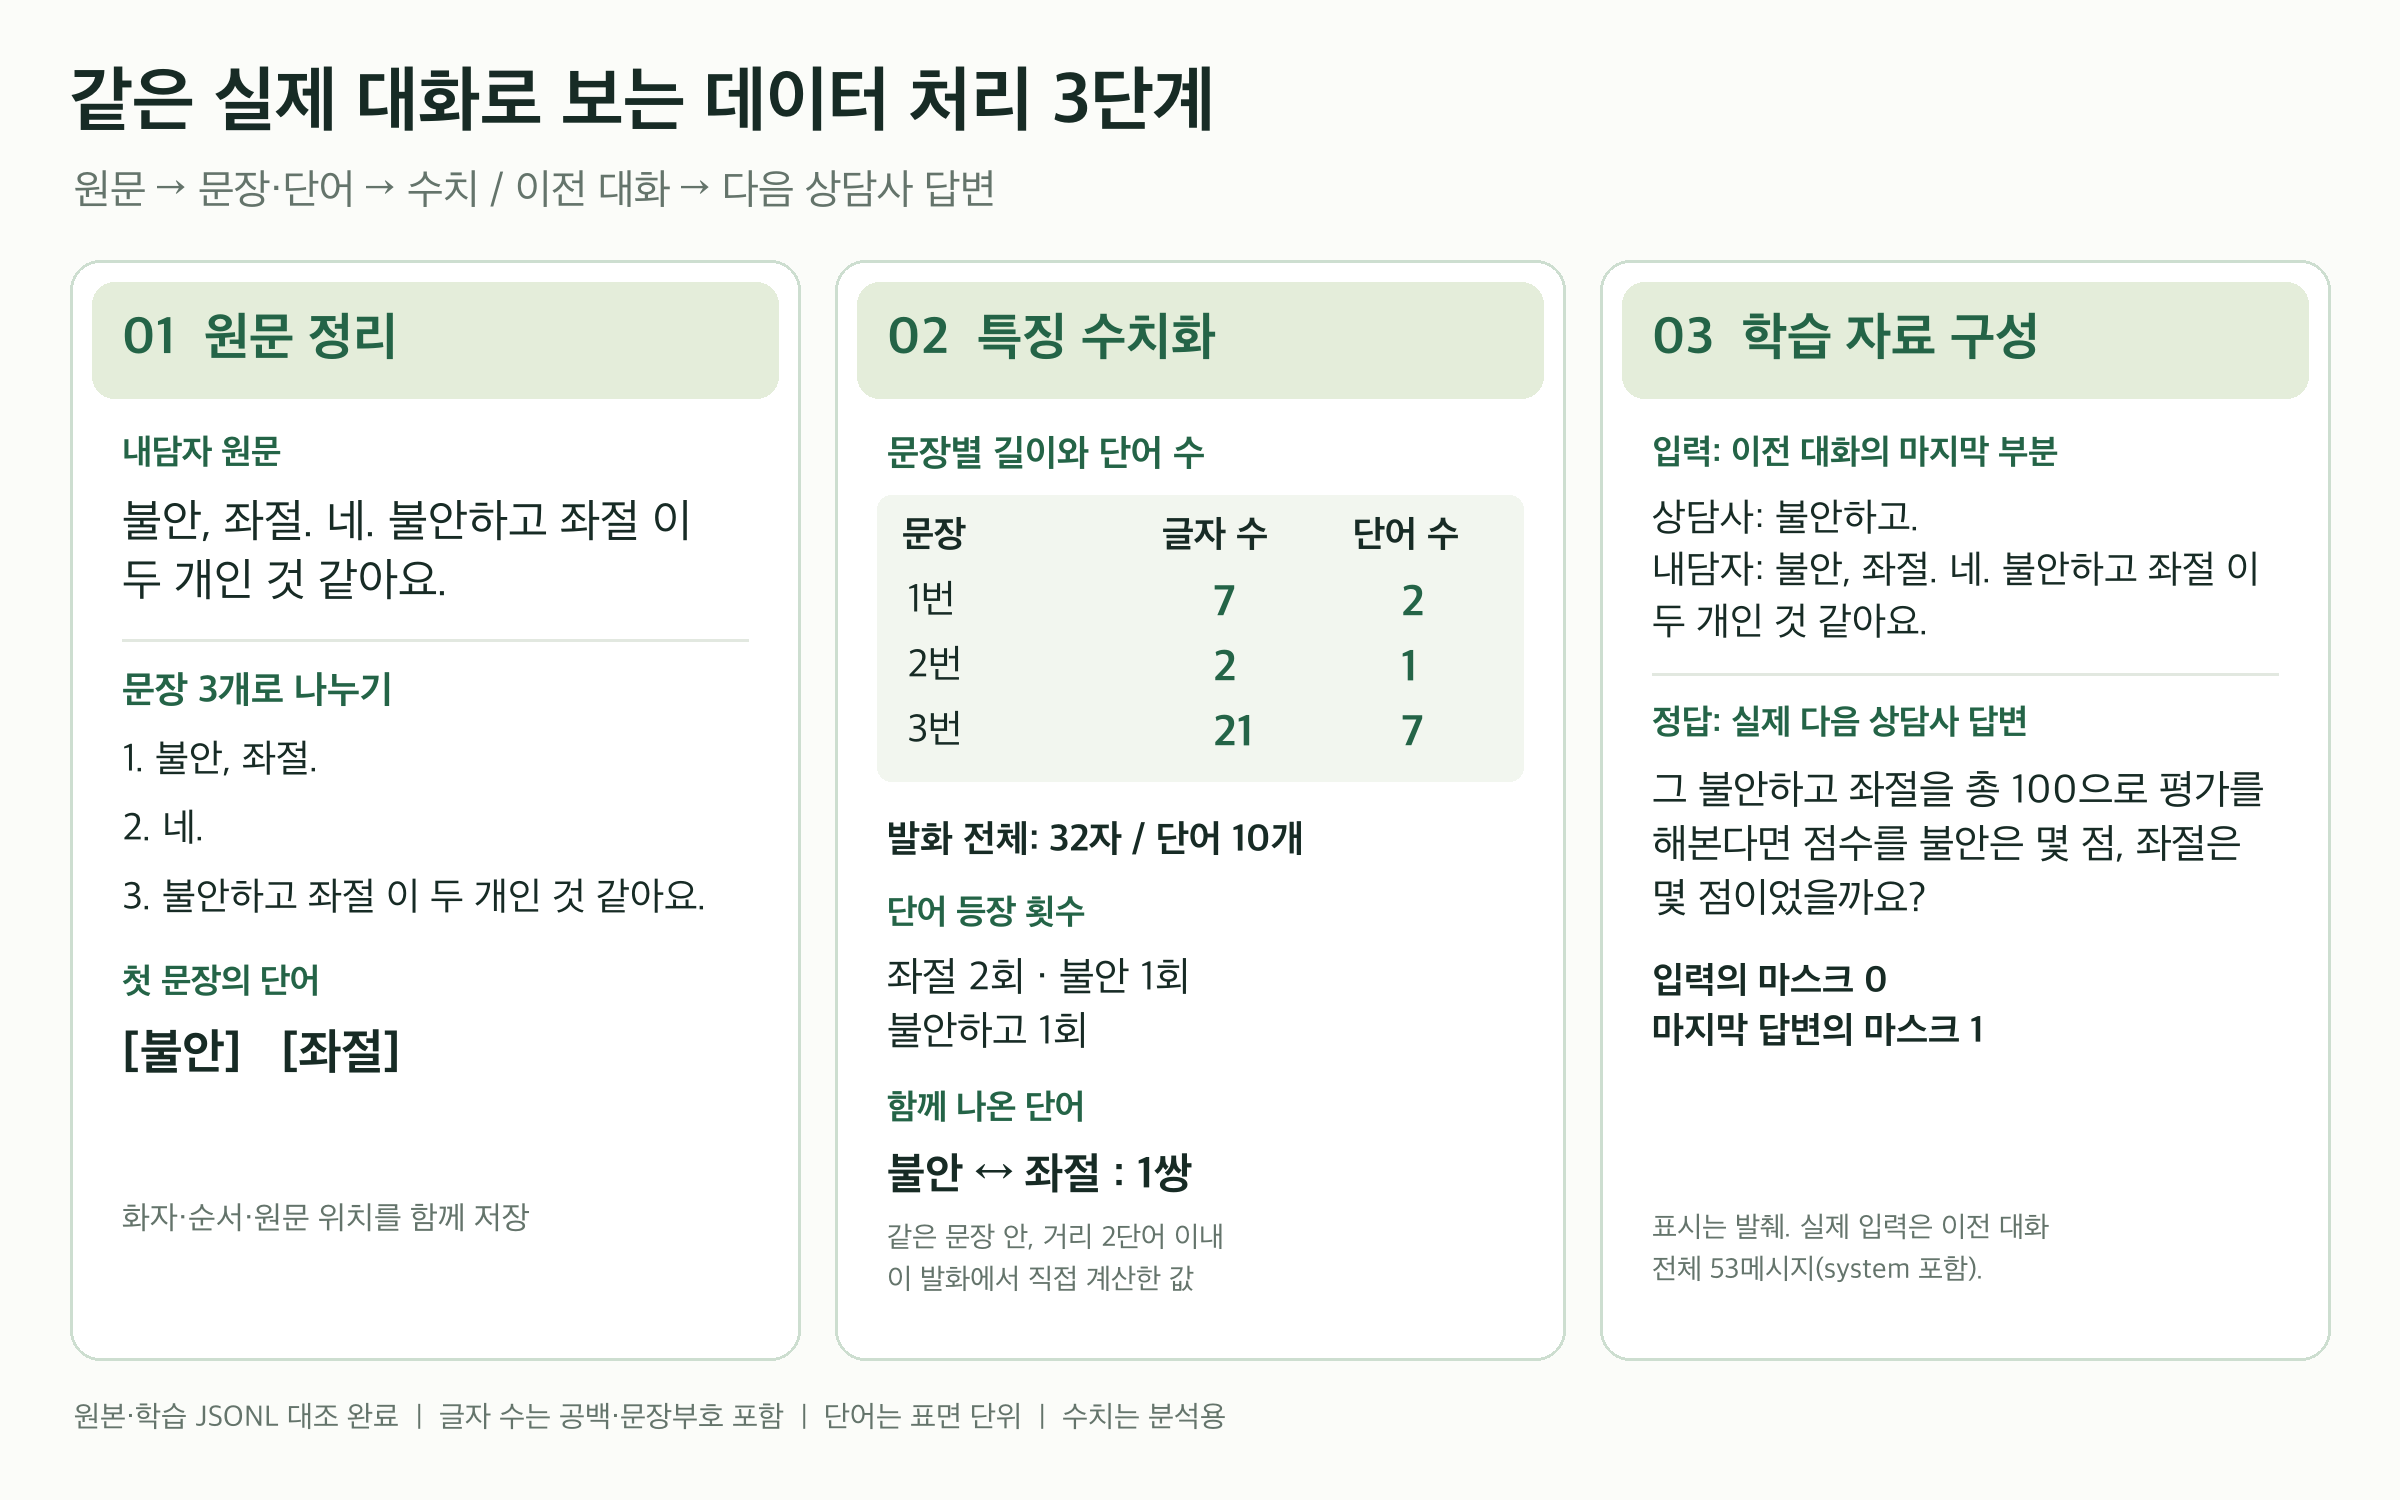 같은 실제 대화로 보는 데이터 처리 3단계
원문 → 문장·단어 → 수치 / 이전 대화 → 다음 상담사 답변
01 원문 정리
내담자 원문
불안, 좌절. 네. 불안하고 좌절 이
두 개인 것 같아요.
문장 3개로 나누기
1. 불안, 좌절.
2. 네.
3. 불안하고 좌절 이 두 개인 것 같아요.
첫 문장의 단어
[불안] [좌절]
화자·순서·원문 위치를 함께 저장
02 특징 수치화
문장별 길이와 단어 수
문장 글자 수 단어 수
1번 7 2
2번 2 1
3번 21 7
발화 전체: 32자 / 단어 10개
단어 등장 횟수
좌절 2회 · 불안 1회
불안하고 1회
함께 나온 단어
불안 ↔ 좌절 : 1쌍
같은 문장 안, 거리 2단어 이내
이 발화에서 직접 계산한 값
03 학습 자료 구성
입력: 이전 대화의 마지막 부분
상담사: 불안하고.
내담자: 불안, 좌절. 네. 불안하고 좌절 이
두 개인 것 같아요.
정답: 실제 다음 상담사 답변
그 불안하고 좌절을 총 100으로 평가를
해본다면 점수를 불안은 몇 점, 좌절은
몇 점이었을까요?
입력의 마스크 0
마지막 답변의 마스크 1
표시는 발췌. 실제 입력은 이전 대화
전체 53메시지(system 포함).
원본·학습 JSONL 대조 완료 | 글자 수는 공백·문장부호 포함 | 단어는 표면 단위 | 수치는 분석용